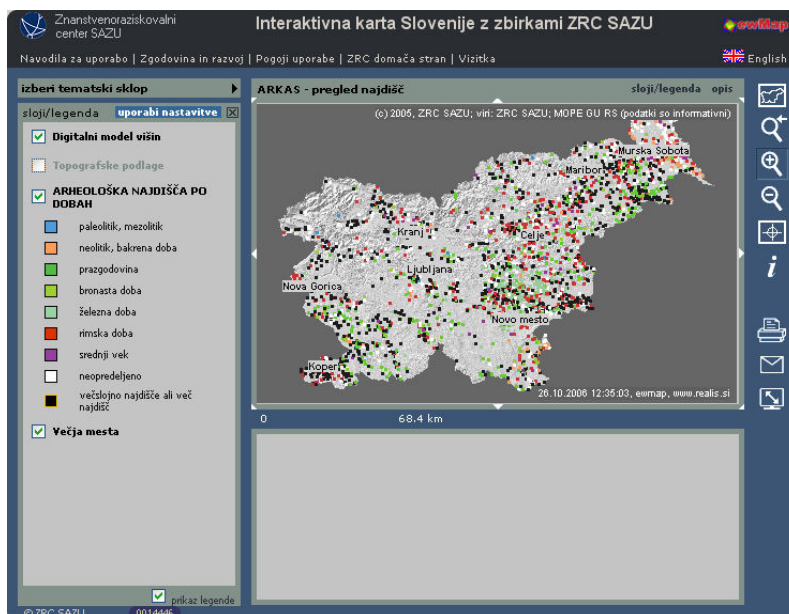 Znanstvenoraziskovalni
center SAZU
Interaktivna karta Slovenije z zbirkami ZRC SAZU
ewMap
Navodila za uporabo | Zgodovina in razvoj | Pogoji uporabe | ZRC domača stran | Vizitka
English
izberi tematski sklop
sloji/legenda uporabi nastavitve
Digitalni model višin
Topografske podlage
ARHEOLOŠKA NAJDIŠČA PO
DOBAH
paleolitik, mezolitik
neolitik, bakrena doba
prazgodovina
bronasta doba
železna doba
rimska doba
srednji vek
neopredeljeno
večslojno najdišče ali več
najdišč
Večja mesta
prikaz legende
© ZRC SAZU 0014446
ARKAS - pregled najdišč sloji/legenda opis
(c) 2005, ZRC SAZU; viri: ZRC SAZU; MOPE GU RS (podatki so informativni)
Murska Sobota
Maribor
Kranj
Celje
Ljubljana
Nova Gorica
Novo mesto
Koper
26.10.2006 12:35:03, ewmap, www.realis.si
0 68.4 km